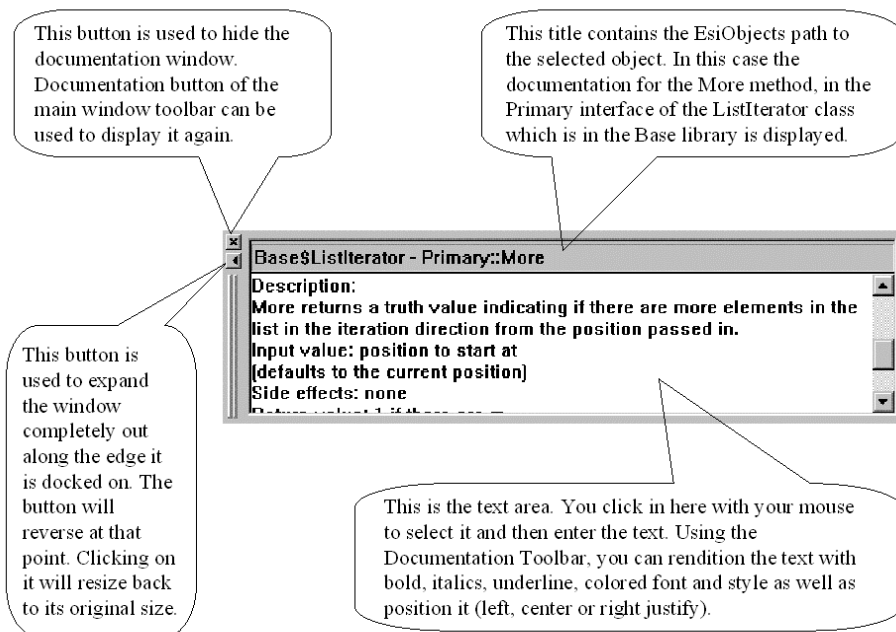 This button is used to hide the
documentation window.
Documentation button of the
main window toolbar can be
used to display it again.
This title contains the EsiObjects path to
the selected object. In this case the
documentation for the More method, in the
Primary interface of the ListIterator class
which is in the Base library is displayed.
Base$ListIterator - Primary::More
Description:
More returns a truth value indicating if there are more elements in the
list in the iteration direction from the position passed in.
Input value: position to start at
(defaults to the current position)
Side effects: none
Return value: 1 if there are m
This button is
used to expand
the window
completely out
along the edge it
is docked on. The
button will
reverse at that
point. Clicking on
it will resize back
to its original size.
This is the text area. You click in here with your mouse
to select it and then enter the text. Using the
Documentation Toolbar, you can rendition the text with
bold, italics, underline, colored font and style as well as
position it (left, center or right justify).